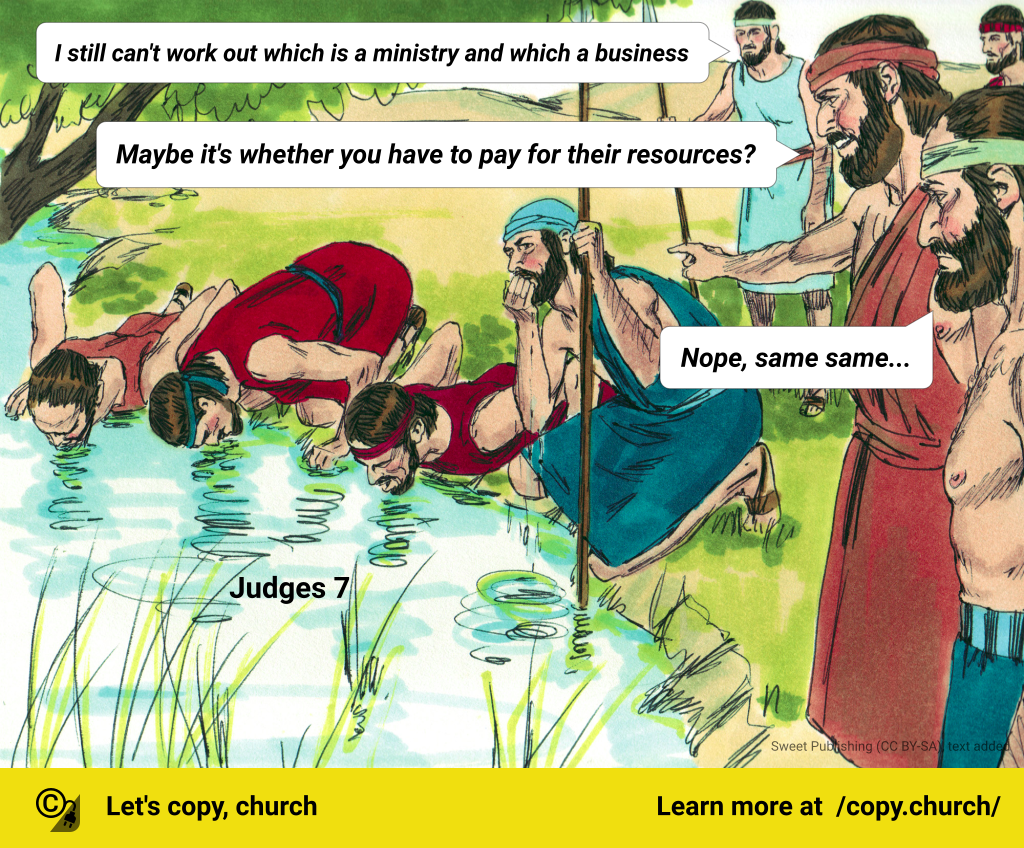 I still can't work out which is a ministry and which a business
Maybe it's whether you have to pay for their resources?
Nope, same same...
Judges 7
Sweet Publishing (CC BY-SA), text added
© Let's copy, church
Learn more at /copy.church/